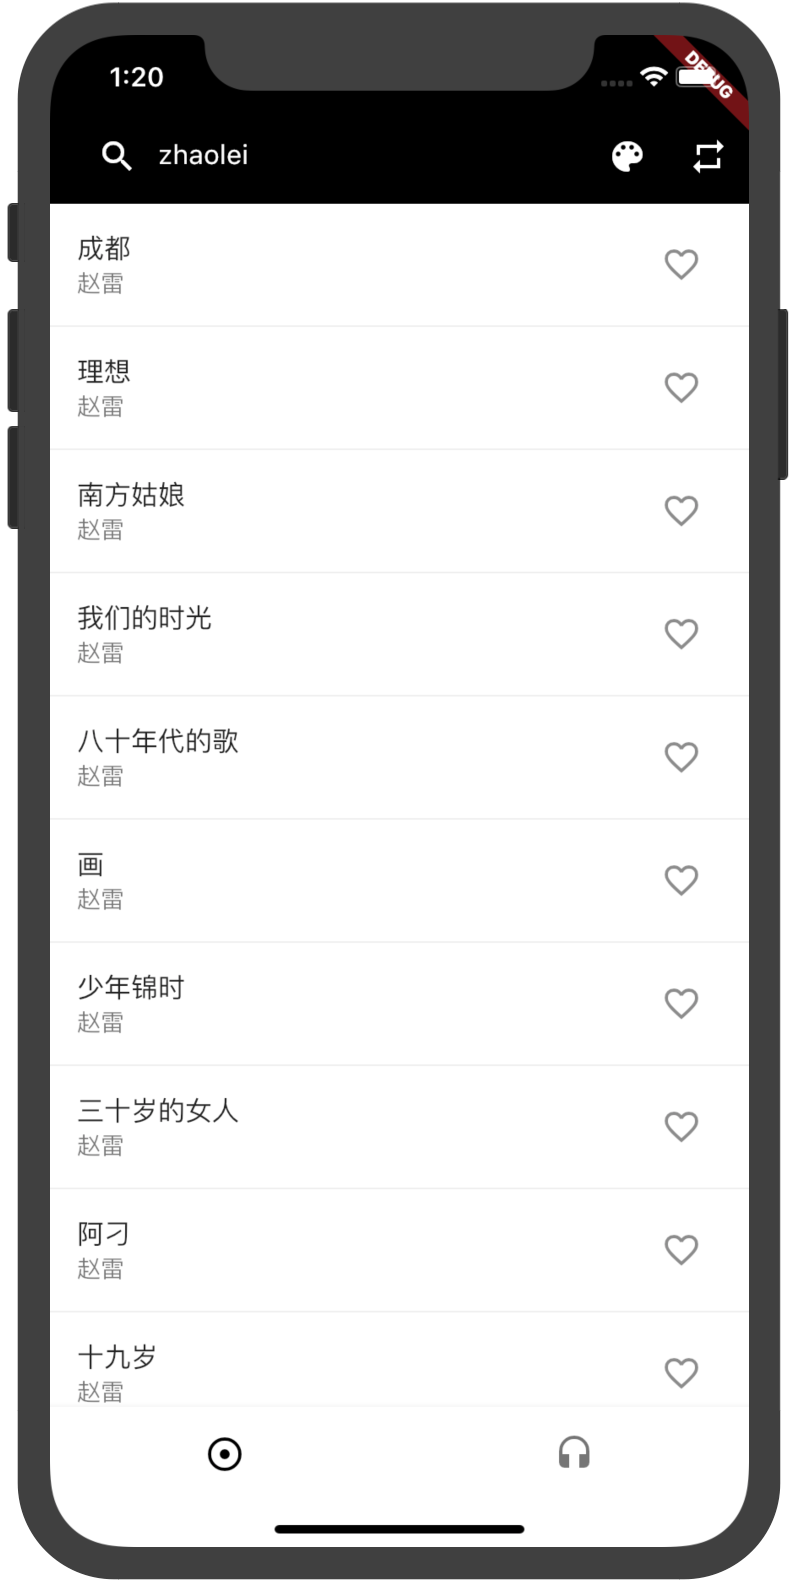 1:20
DEBUG
zhaolei
成都
赵雷
理想
赵雷
南方姑娘
赵雷
我们的时光
赵雷
八十年代的歌
赵雷
画
赵雷
少年锦时
赵雷
三十岁的女人
赵雷
阿刁
赵雷
十九岁
赵雷